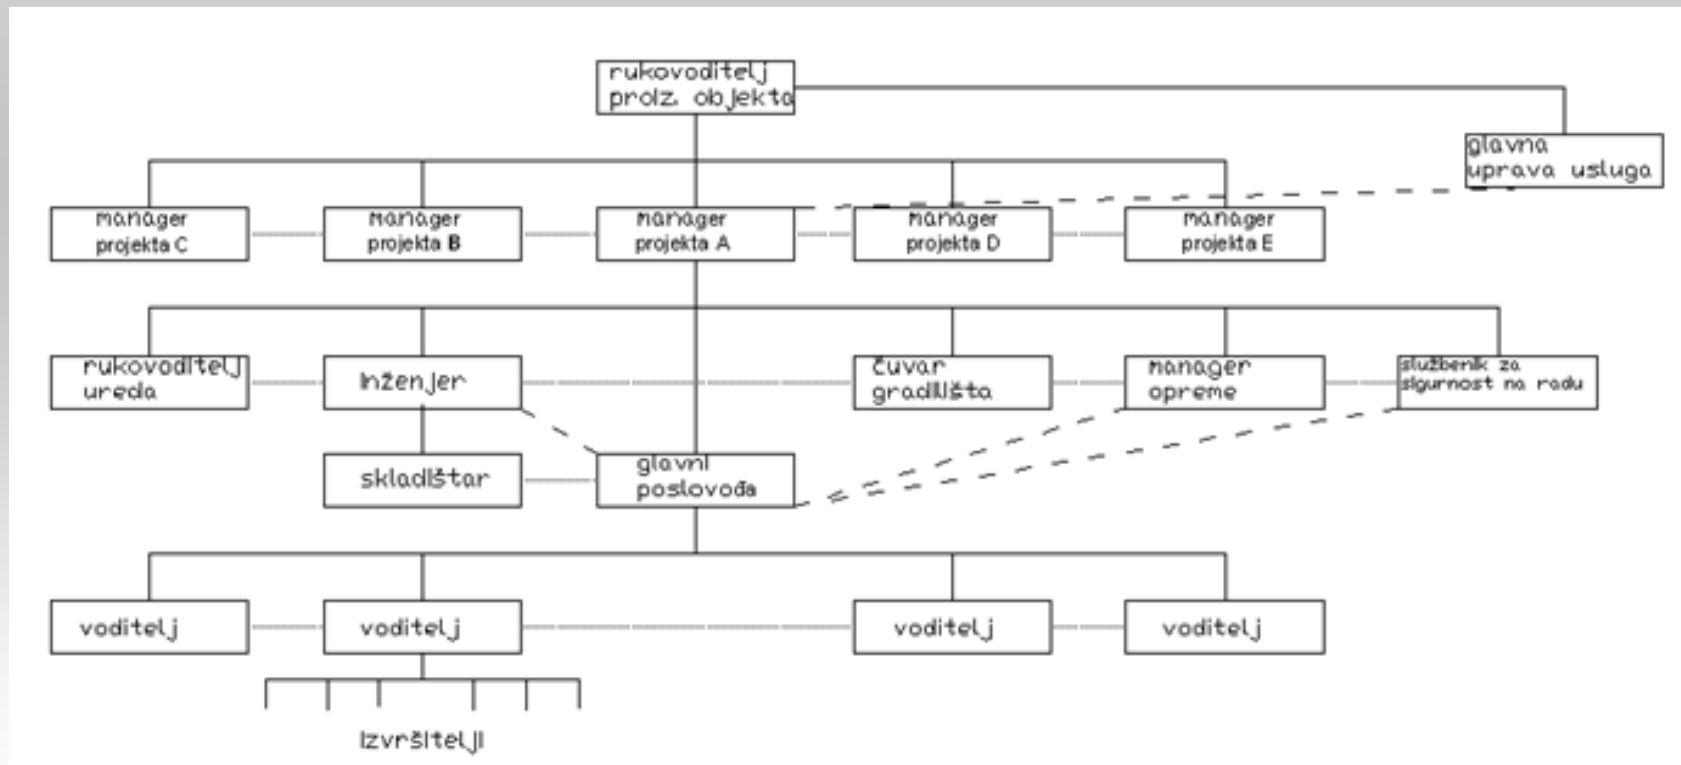 rukovoditelj
proiz. objekta
glavna
uprava usluga
manager
projekta C
manager
projekta B
manager
projekta A
manager
projekta D
manager
projekta E
rukovoditelj
ureda
inženjer
čuvar
gradilišta
manager
opreme
službenik za
sigurnost na radu
skladištar
glavni
poslovođa
voditelj
voditelj
voditelj
voditelj
izvršitelji